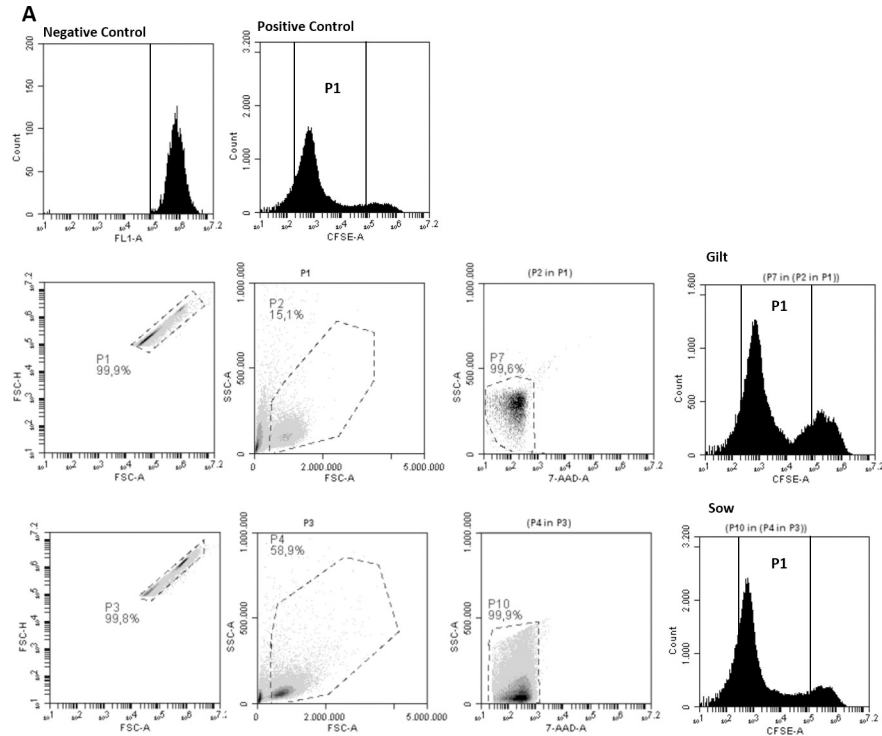 A
Negative Control
Positive Control
200
150
100
50
0
Count
FL1-A
3.200
2.000
1.000
0
Count
P1
CFSE-A
FSC-H
P1
99,9%
FSC-A
P1
1.000.000
500.000
0
SSC-A
P2
15,1%
0
2.000.000
5.000.000
FSC-A
(P2 in P1)
1.000.000
500.000
0
SSC-A
P7
99,6%
7-AAD-A
Gilt
(P7 in (P2 in P1))
1.600
1.000
500
0
Count
P1
CFSE-A
FSC-H
P3
99,8%
FSC-A
P3
1.000.000
500.000
0
SSC-A
P4
58,9%
0
2.000.000
5.000.000
FSC-A
(P4 in P3)
1.000.000
500.000
0
SSC-A
P10
99,9%
7-AAD-A
Sow
(P10 in (P4 in P3))
3.200
2.000
1.000
0
Count
P1
CFSE-A